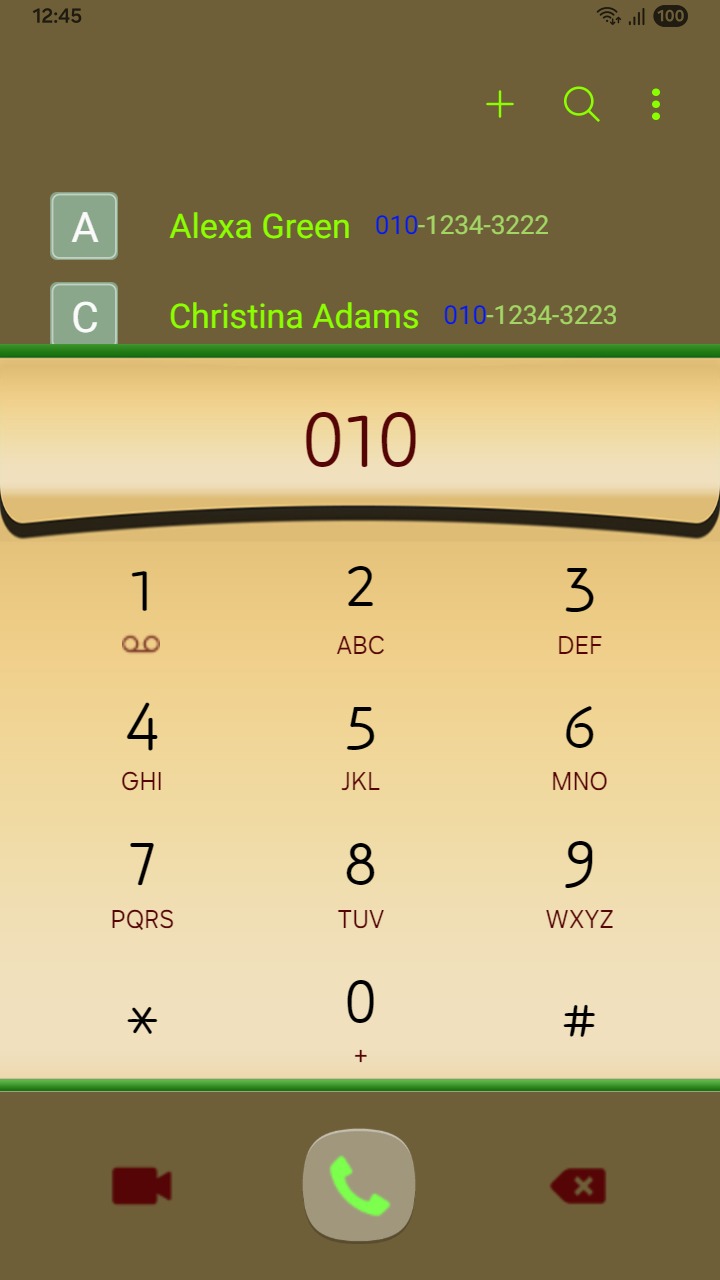 12:45 100
A Alexa Green 010-1234-3222
C Christina Adams 010-1234-3223
010
1 2 3
ABC DEF
4 5 6
GHI JKL MNO
7 8 9
PQRS TUV WXYZ
* 0 #
+